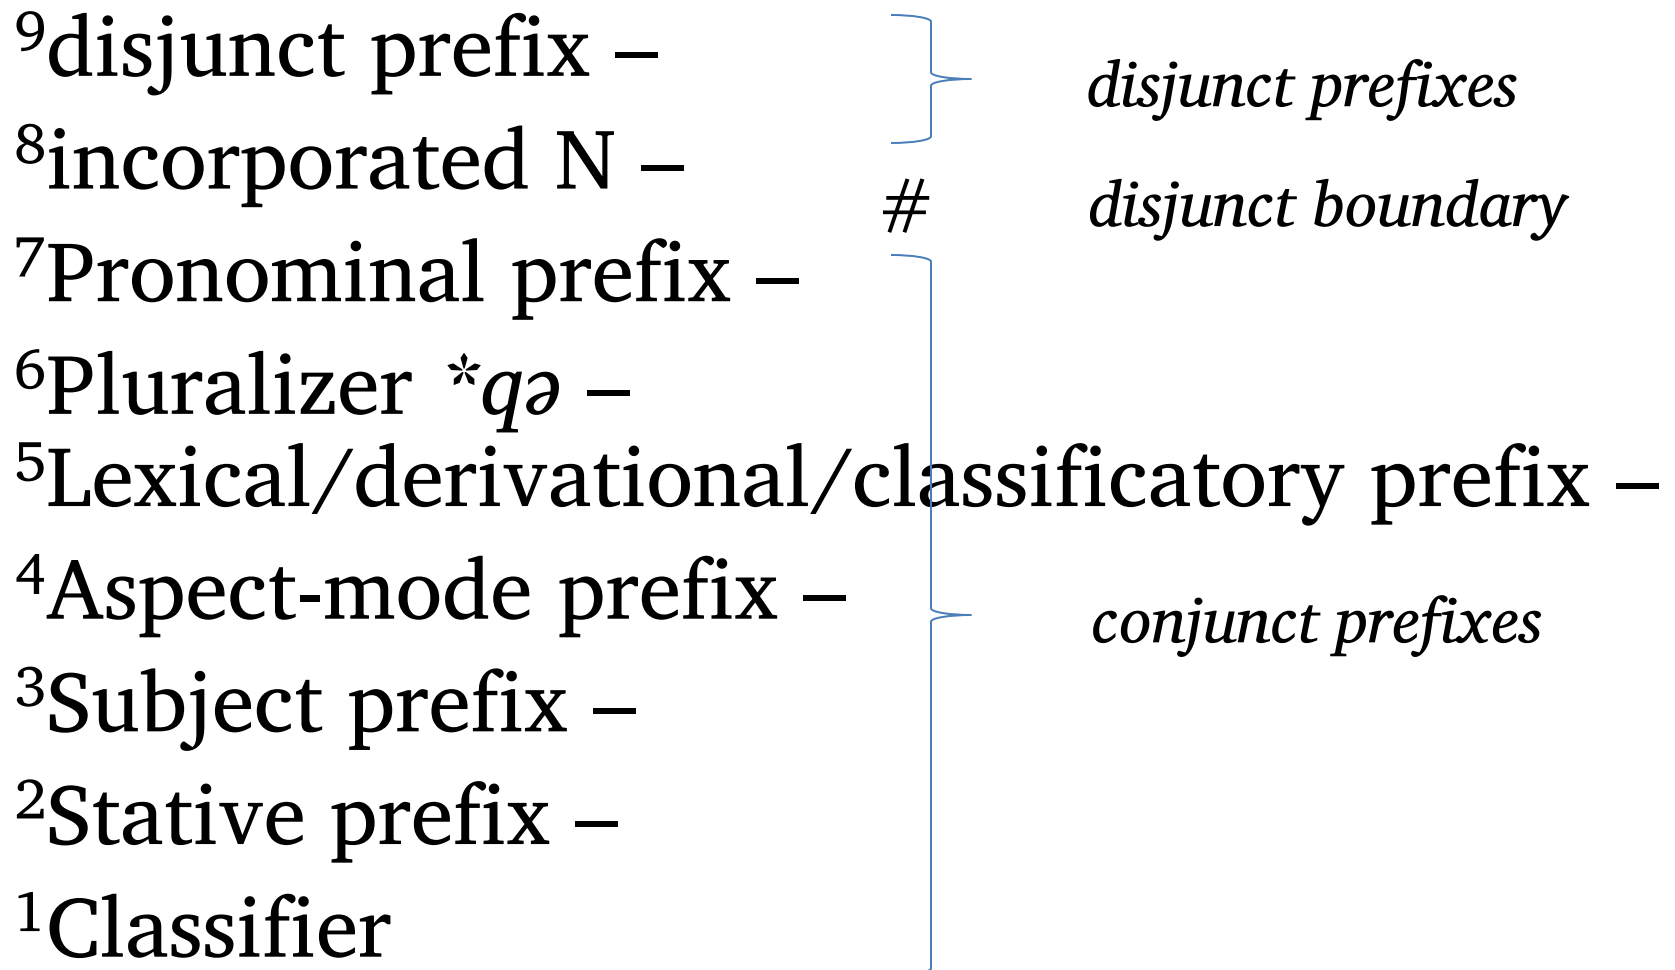 ⁹disjunct prefix –
disjunct prefixes
⁸incorporated N –
# disjunct boundary
⁷Pronominal prefix –
⁶Pluralizer *qə –
⁵Lexical/derivational/classificatory prefix –
⁴Aspect-mode prefix –
conjunct prefixes
³Subject prefix –
²Stative prefix –
¹Classifier